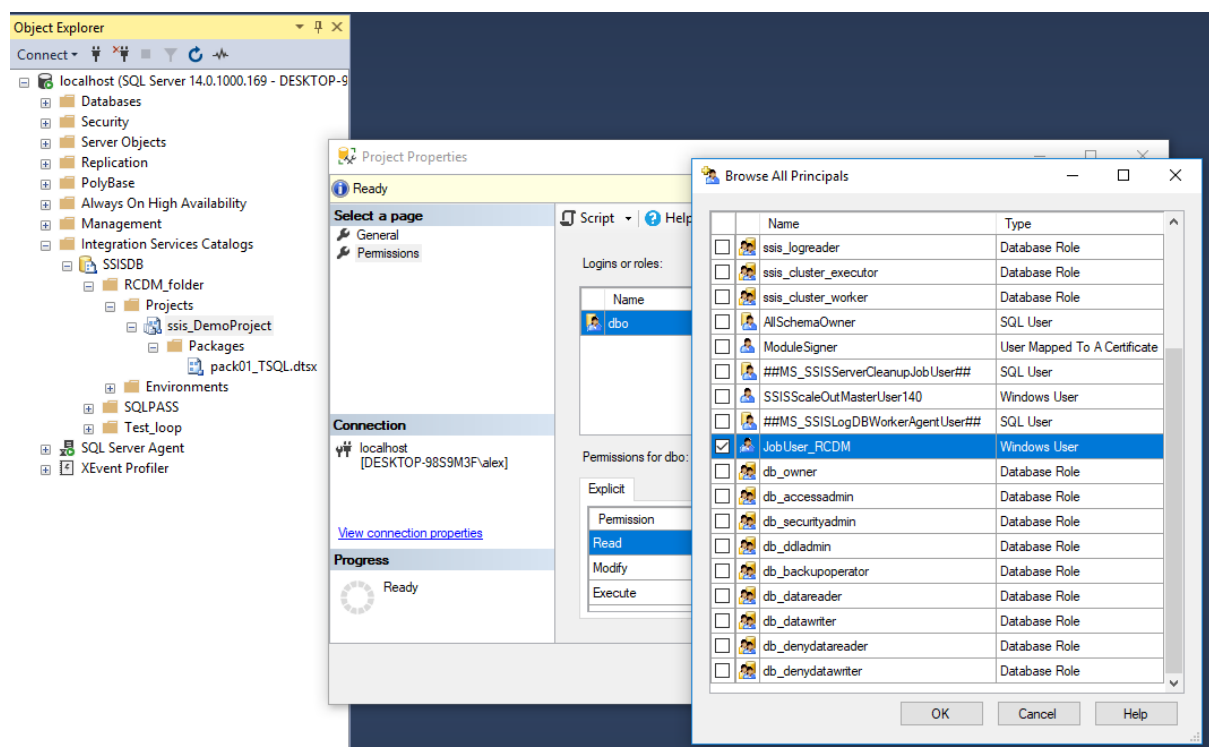 Object Explorer
Connect
localhost (SQL Server 14.0.1000.169 - DESKTOP-9
Databases
Security
Server Objects
Replication
PolyBase
Always On High Availability
Management
Integration Services Catalogs
SSISDB
RCDM_folder
Projects
ssis_DemoProject
Packages
pack01_TSQL.dtsx
Environments
SQLPASS
Test_loop
SQL Server Agent
XEvent Profiler
Project Properties
Ready
Select a page
General
Permissions
Connection
localhost
[DESKTOP-98S9M3F\alex]
View connection properties
Progress
Ready
Script Help
Logins or roles:
Name
dbo
Permissions for dbo:
Explicit
Permission
Read
Modify
Execute
Browse All Principals
Name Type
ssis_logreader Database Role
ssis_cluster_executor Database Role
ssis_cluster_worker Database Role
AllSchemaOwner SQL User
ModuleSigner User Mapped To A Certificate
##MS_SSISServerCleanupJobUser## SQL User
SSISScaleOutMasterUser140 Windows User
##MS_SSISLogDBWorkerAgentUser## SQL User
JobUser_RCDM Windows User
db_owner Database Role
db_accessadmin Database Role
db_securityadmin Database Role
db_ddladmin Database Role
db_backupoperator Database Role
db_datareader Database Role
db_datawriter Database Role
db_denydatareader Database Role
db_denydatawriter Database Role
OK Cancel Help